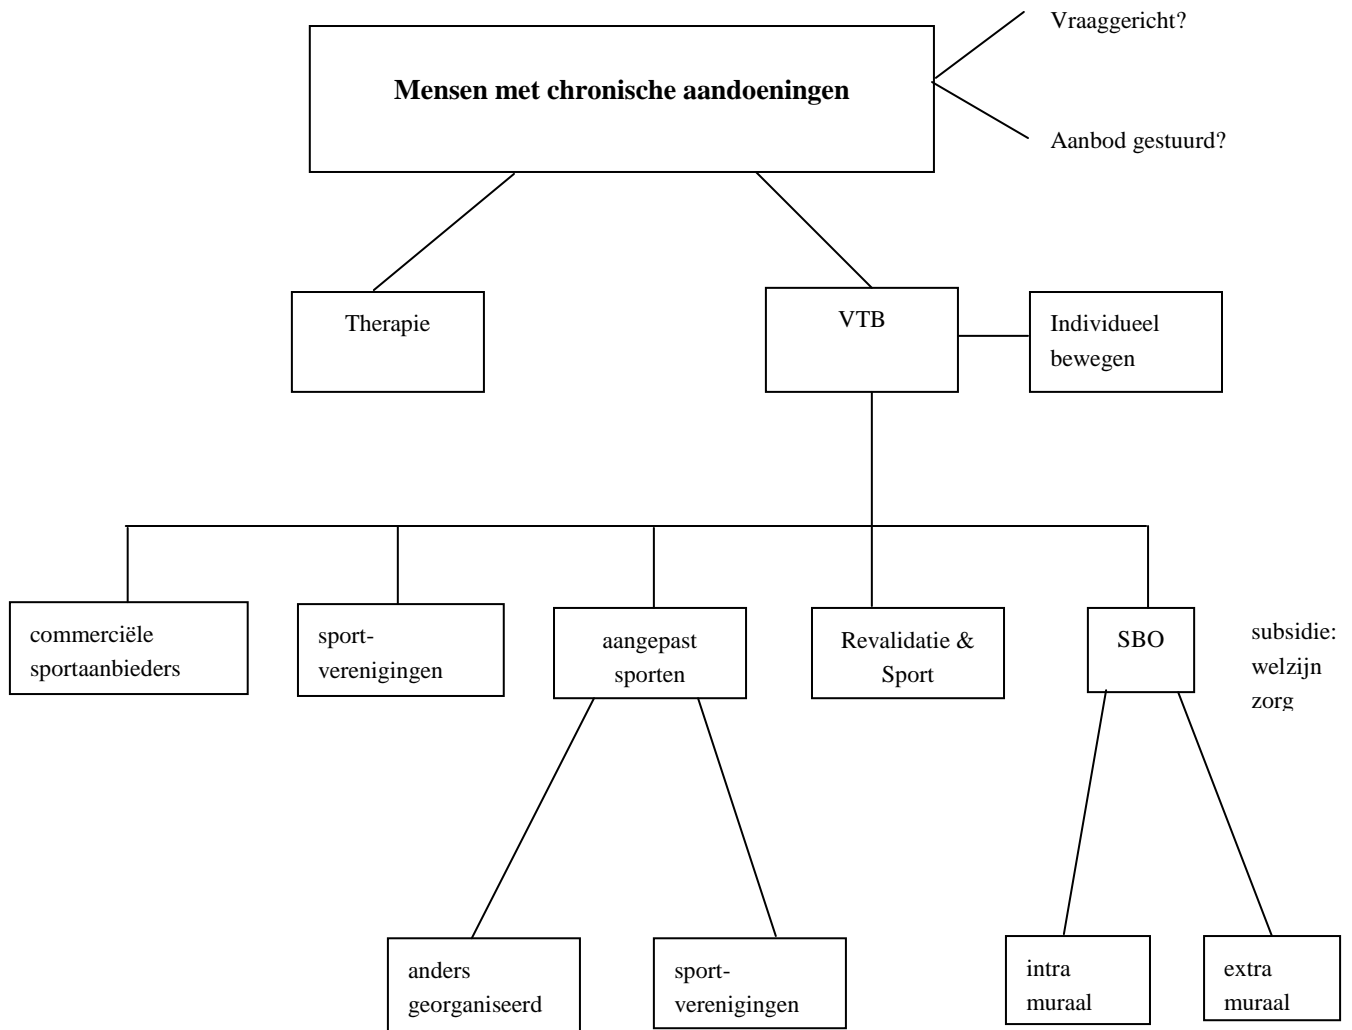 Vraaggericht?
Mensen met chronische aandoeningen
Aanbod gestuurd?
Therapie
VTB
Individueel
bewegen
commerciële
sportaanbieders
sport-
verenigingen
aangepast
sporten
Revalidatie &
Sport
SBO
subsidie:
welzijn
zorg
anders
georganiseerd
sport-
verenigingen
intra
muraal
extra
muraal